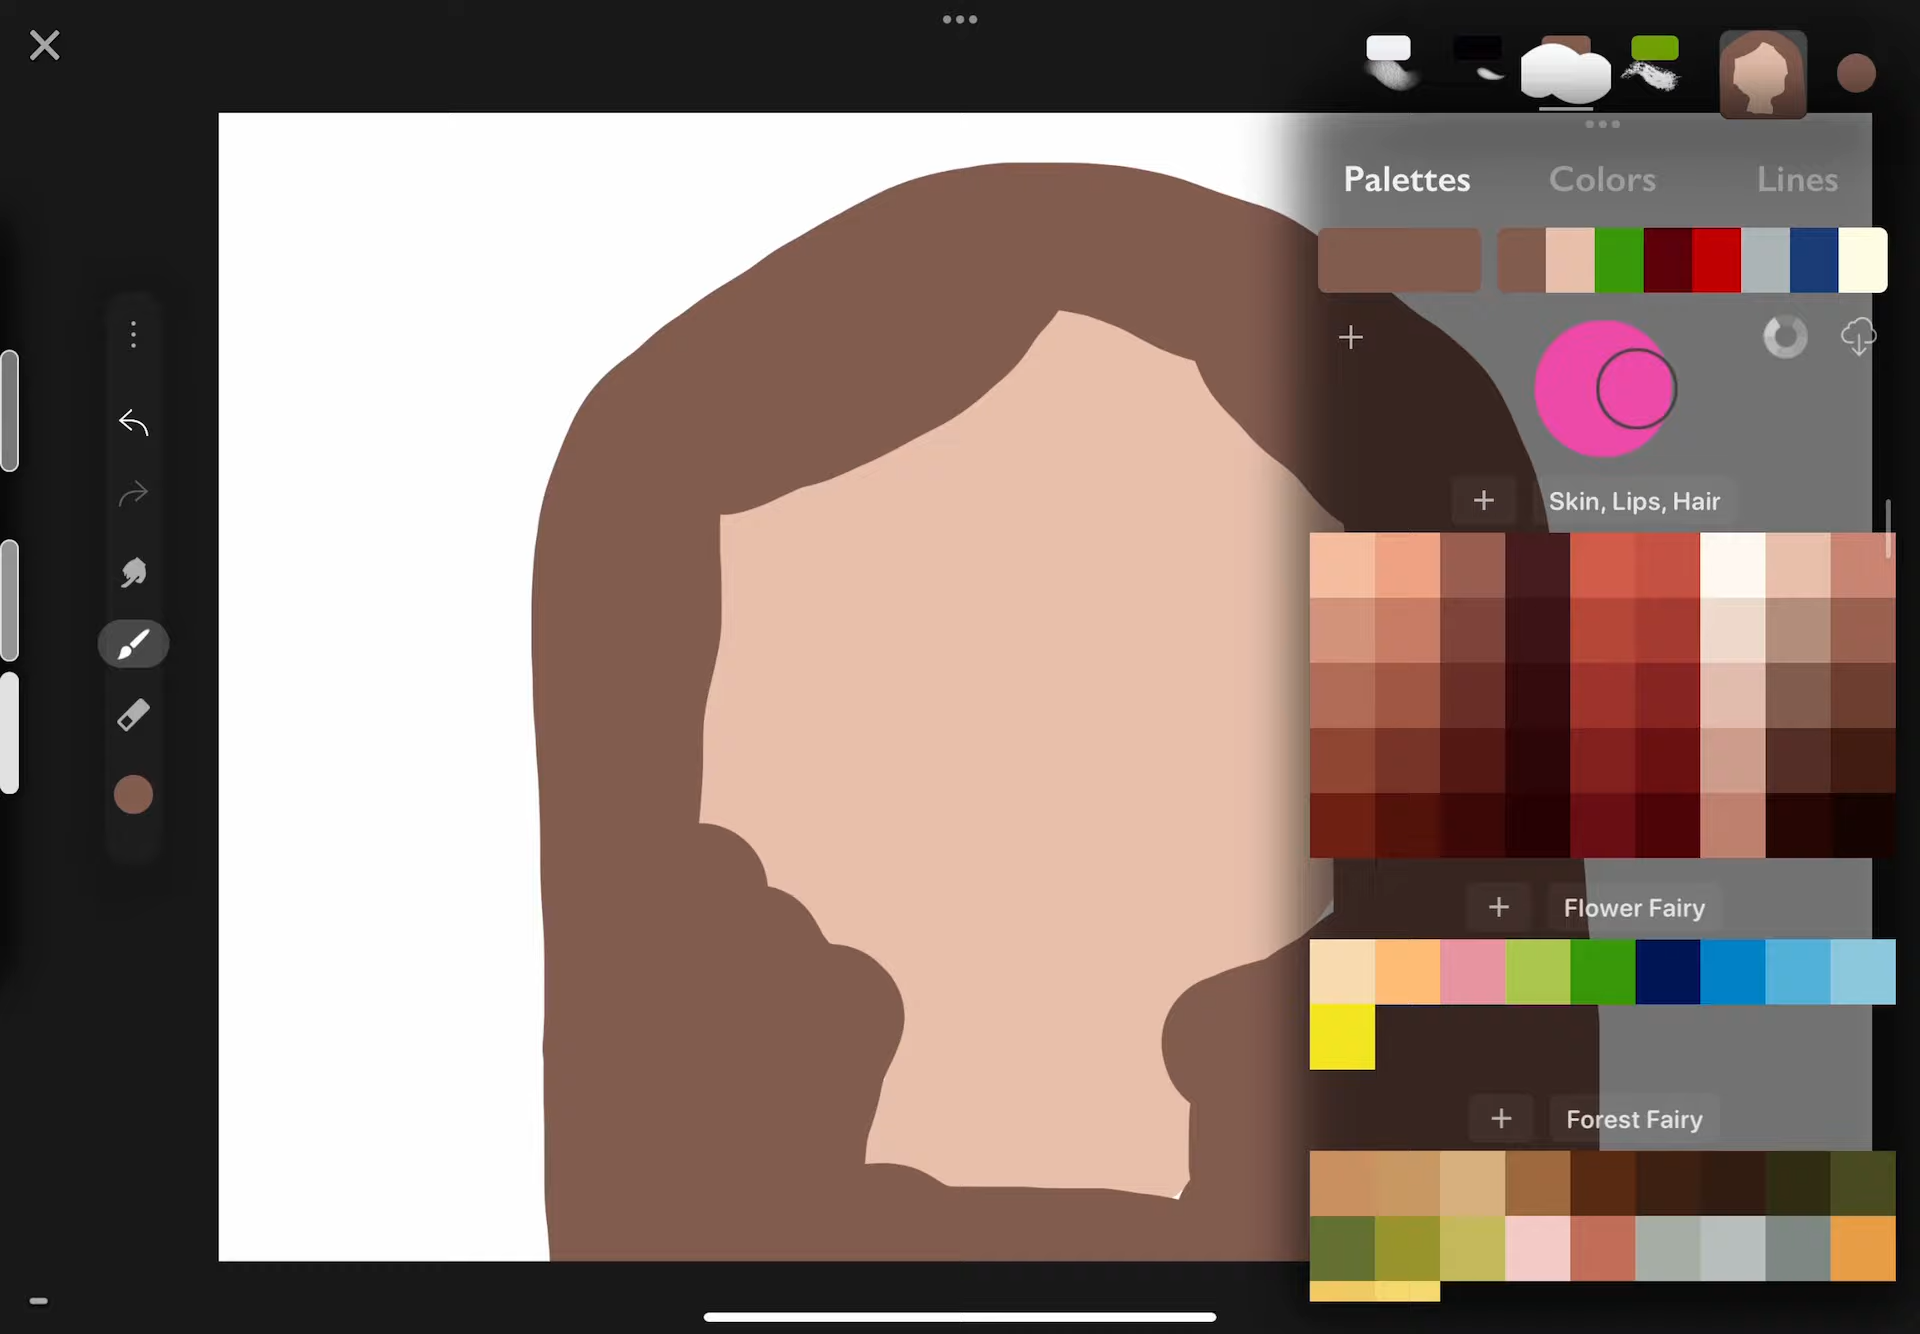 Palettes
Colors
Lines
Skin, Lips, Hair
Flower Fairy
Forest Fairy